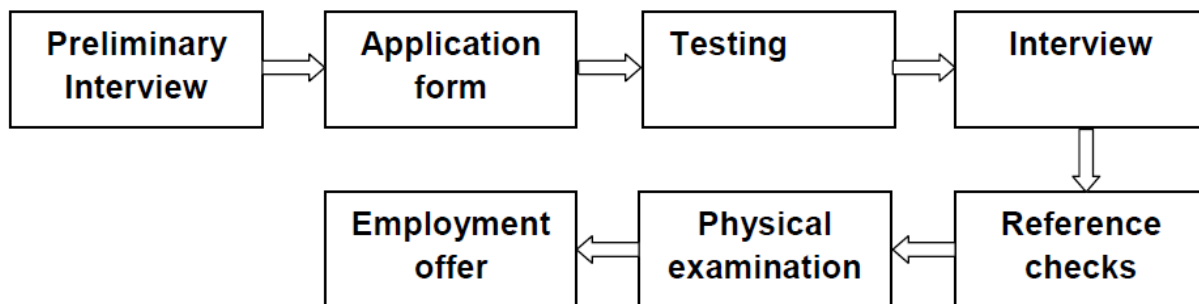 Preliminary
Interview
Application
form
Testing
Interview
Reference
checks
Physical
examination
Employment
offer